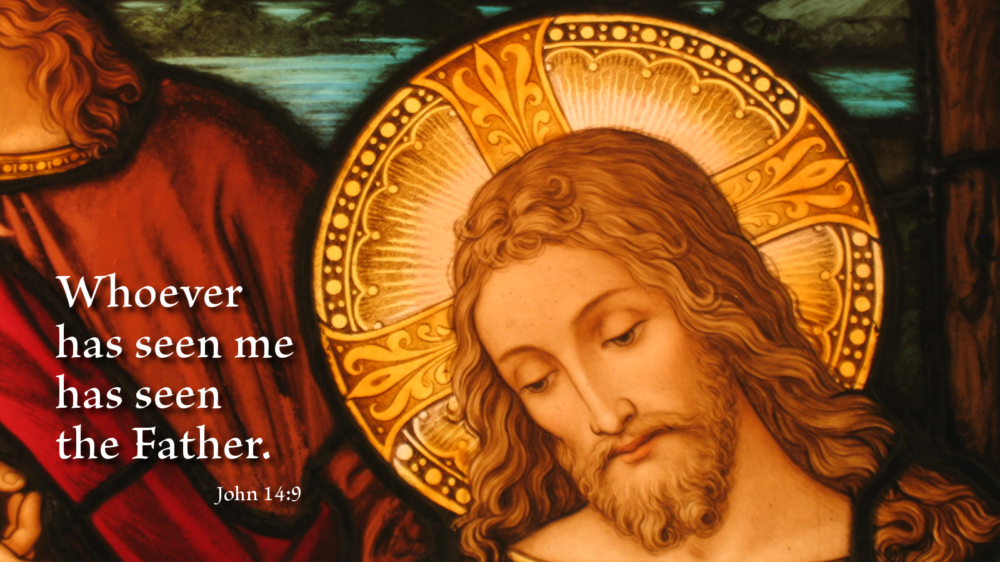 Whoever
has seen me
has seen
the Father.
John 14:9